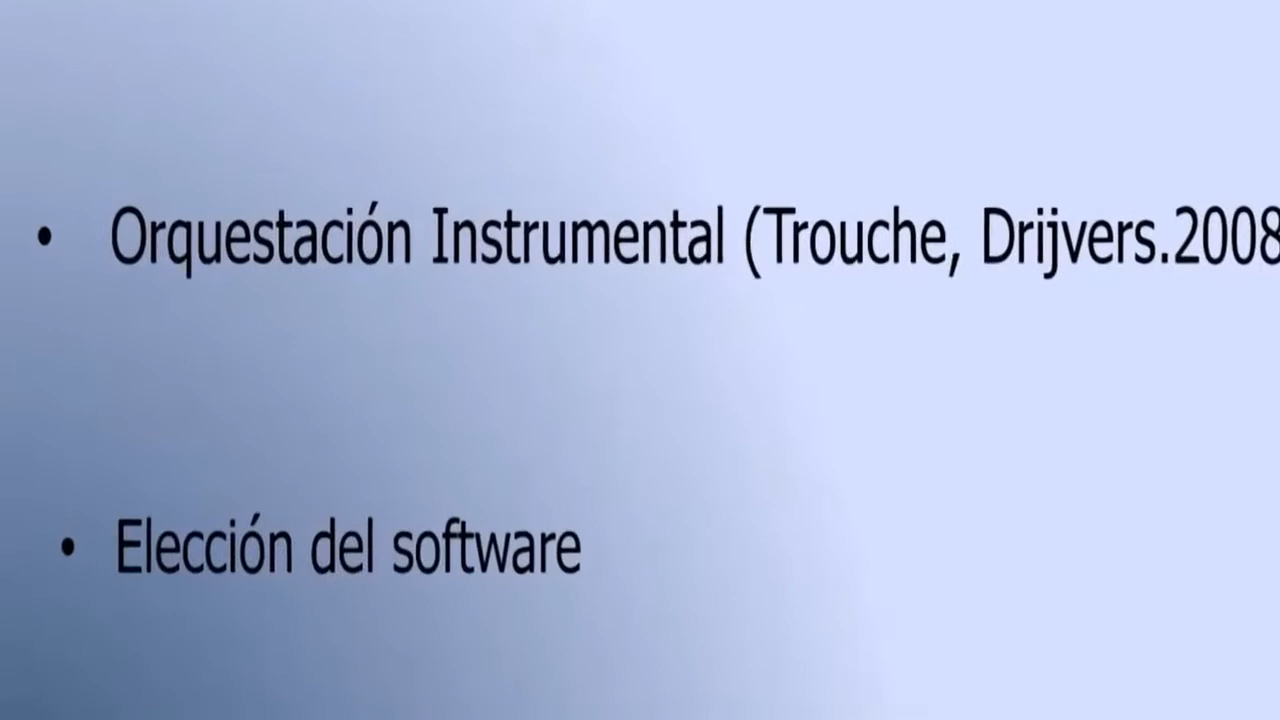 • Orquestación Instrumental (Trouche, Drijvers.2008
• Elección del software